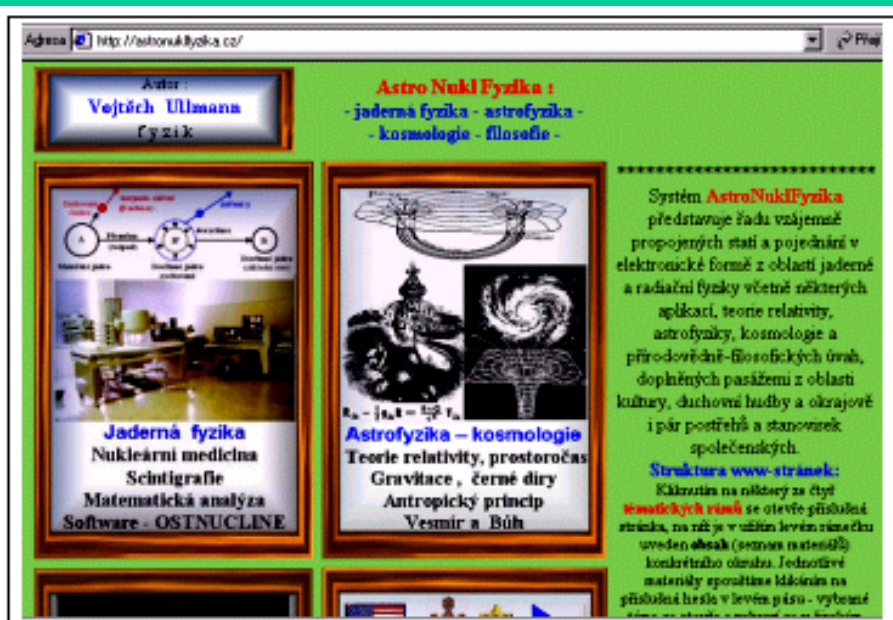 Adresa http://astronuklfyzika.cz/ Přej
Autor :
Vojtěch Ullmann
fyzik
Astro Nukl Fyzika :
- jaderná fyzika - astrofyzika -
- kosmologie - filosofie -
Jaderná fyzika
Nukleární medicína
Scintigrafie
Matematická analýza
Software - OSTNUCLINE
Astrofyzika – kosmologie
Teorie relativity, prostoročas
Gravitace , černé díry
Antropický princip
Vesmír a Bůh
Systém AstroNuklFyzika
představuje řadu vzájemně
propojených statí a pojednání v
elektronické formě z oblastí jaderné
a radiační fyziky včetně některých
aplikací, teorie relativity,
astrofyziky, kosmologie a
přírodovědně-filosofických úvah,
doplněných pasážemi z oblasti
kultury, duchovní hudby a okrajově
i pár postřehů a stanovisek
společenských.
Struktura www-stránek:
Kliknutím na některý ze čtyř
tématických rámů se otevře příslušná
stránka, na níž je v užším levém rámečku
uveden obsah (seznam materiálů)
konkrétního okruhu. Jednotlivé
materiály spouštíme klikáním na
příslušná hesla v levém pásu - vybrané